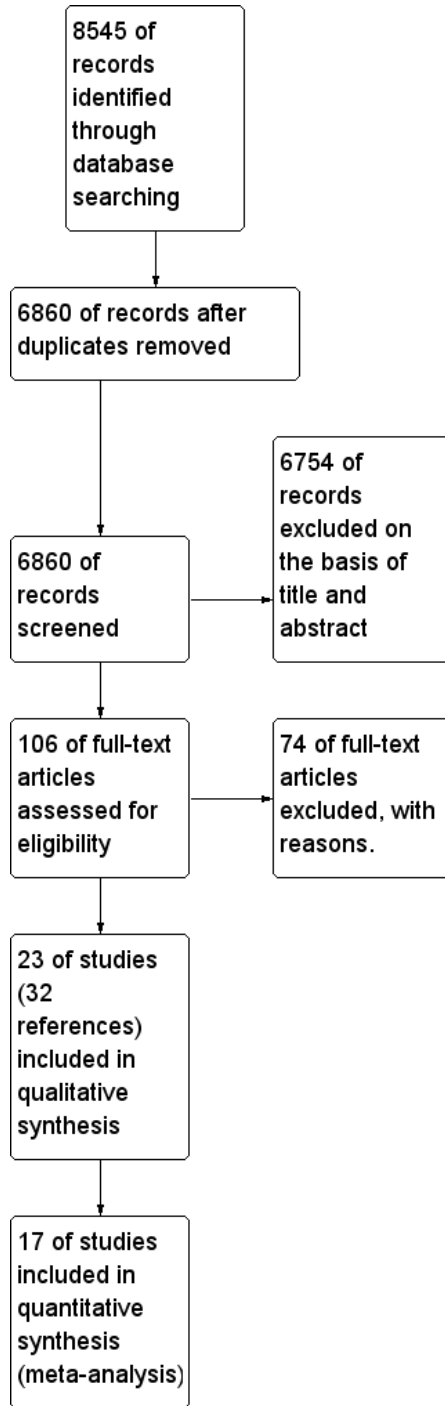 8545 of
records
identified
through
database
searching
6860 of records after
duplicates removed
6754 of
records
excluded on
the basis of
title and
abstract
6860 of
records
screened
106 of full-text
articles
assessed for
eligibility
74 of full-text
articles
excluded, with
reasons.
23 of studies
(32
references)
included in
qualitative
synthesis
17 of studies
included in
quantitative
synthesis
(meta-analysis)